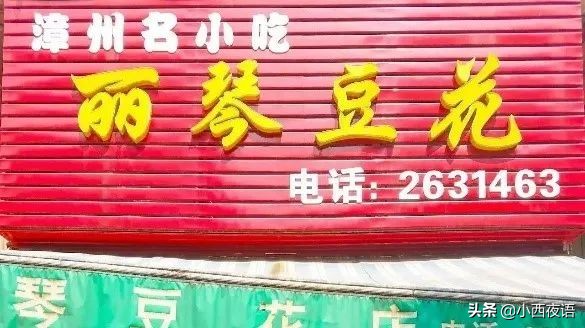 漳州名小吃
丽琴豆花
电话：2631463
琴豆花店
头条 @小西夜语